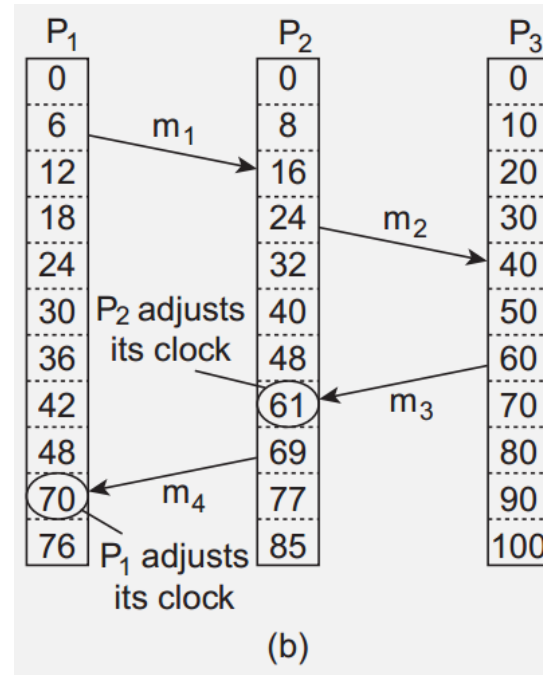 P1 P2 P3
0 0 0
6 m1 8 10
12 16 20
18 24 m2 30
24 32 40
30 40 50
P2 adjusts
its clock
36 48 60
42 61 m3 70
48 69 80
70 m4 77 90
76 85 100
P1 adjusts
its clock
(b)